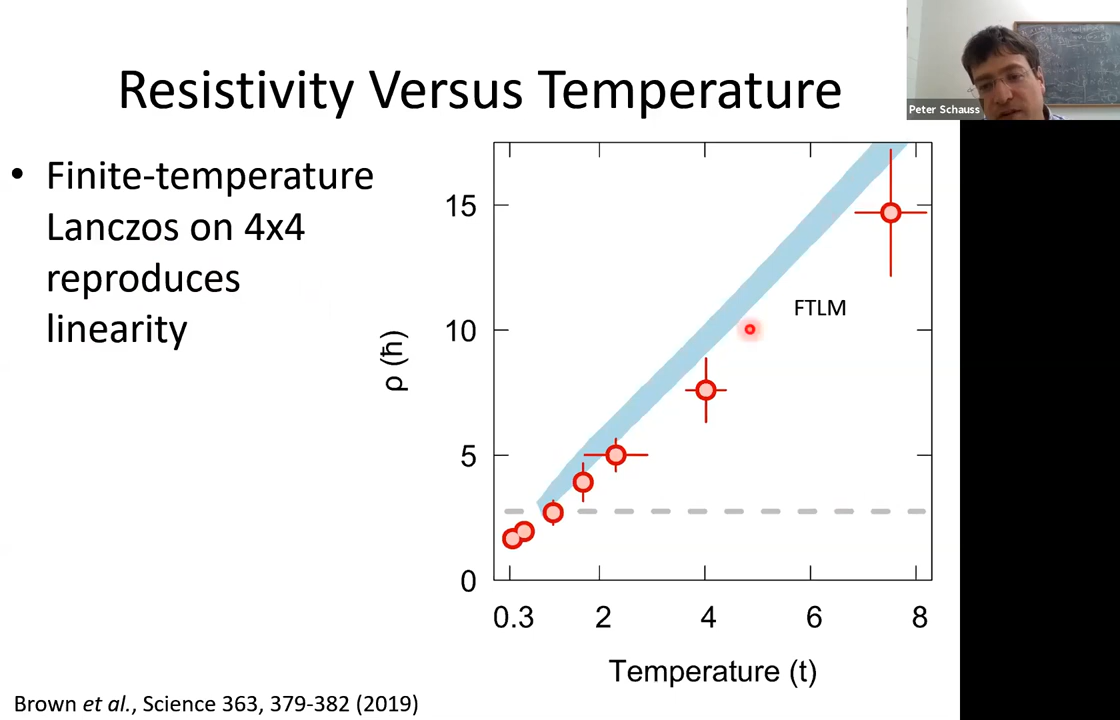 Resistivity Versus Temperature
• Finite-temperature
Lanczos on 4x4
reproduces
linearity
Peter Schauss
15
10
5
0
ρ (ħ)
FTLM
0.3 2 4 6 8
Temperature (t)
Brown et al., Science 363, 379-382 (2019)